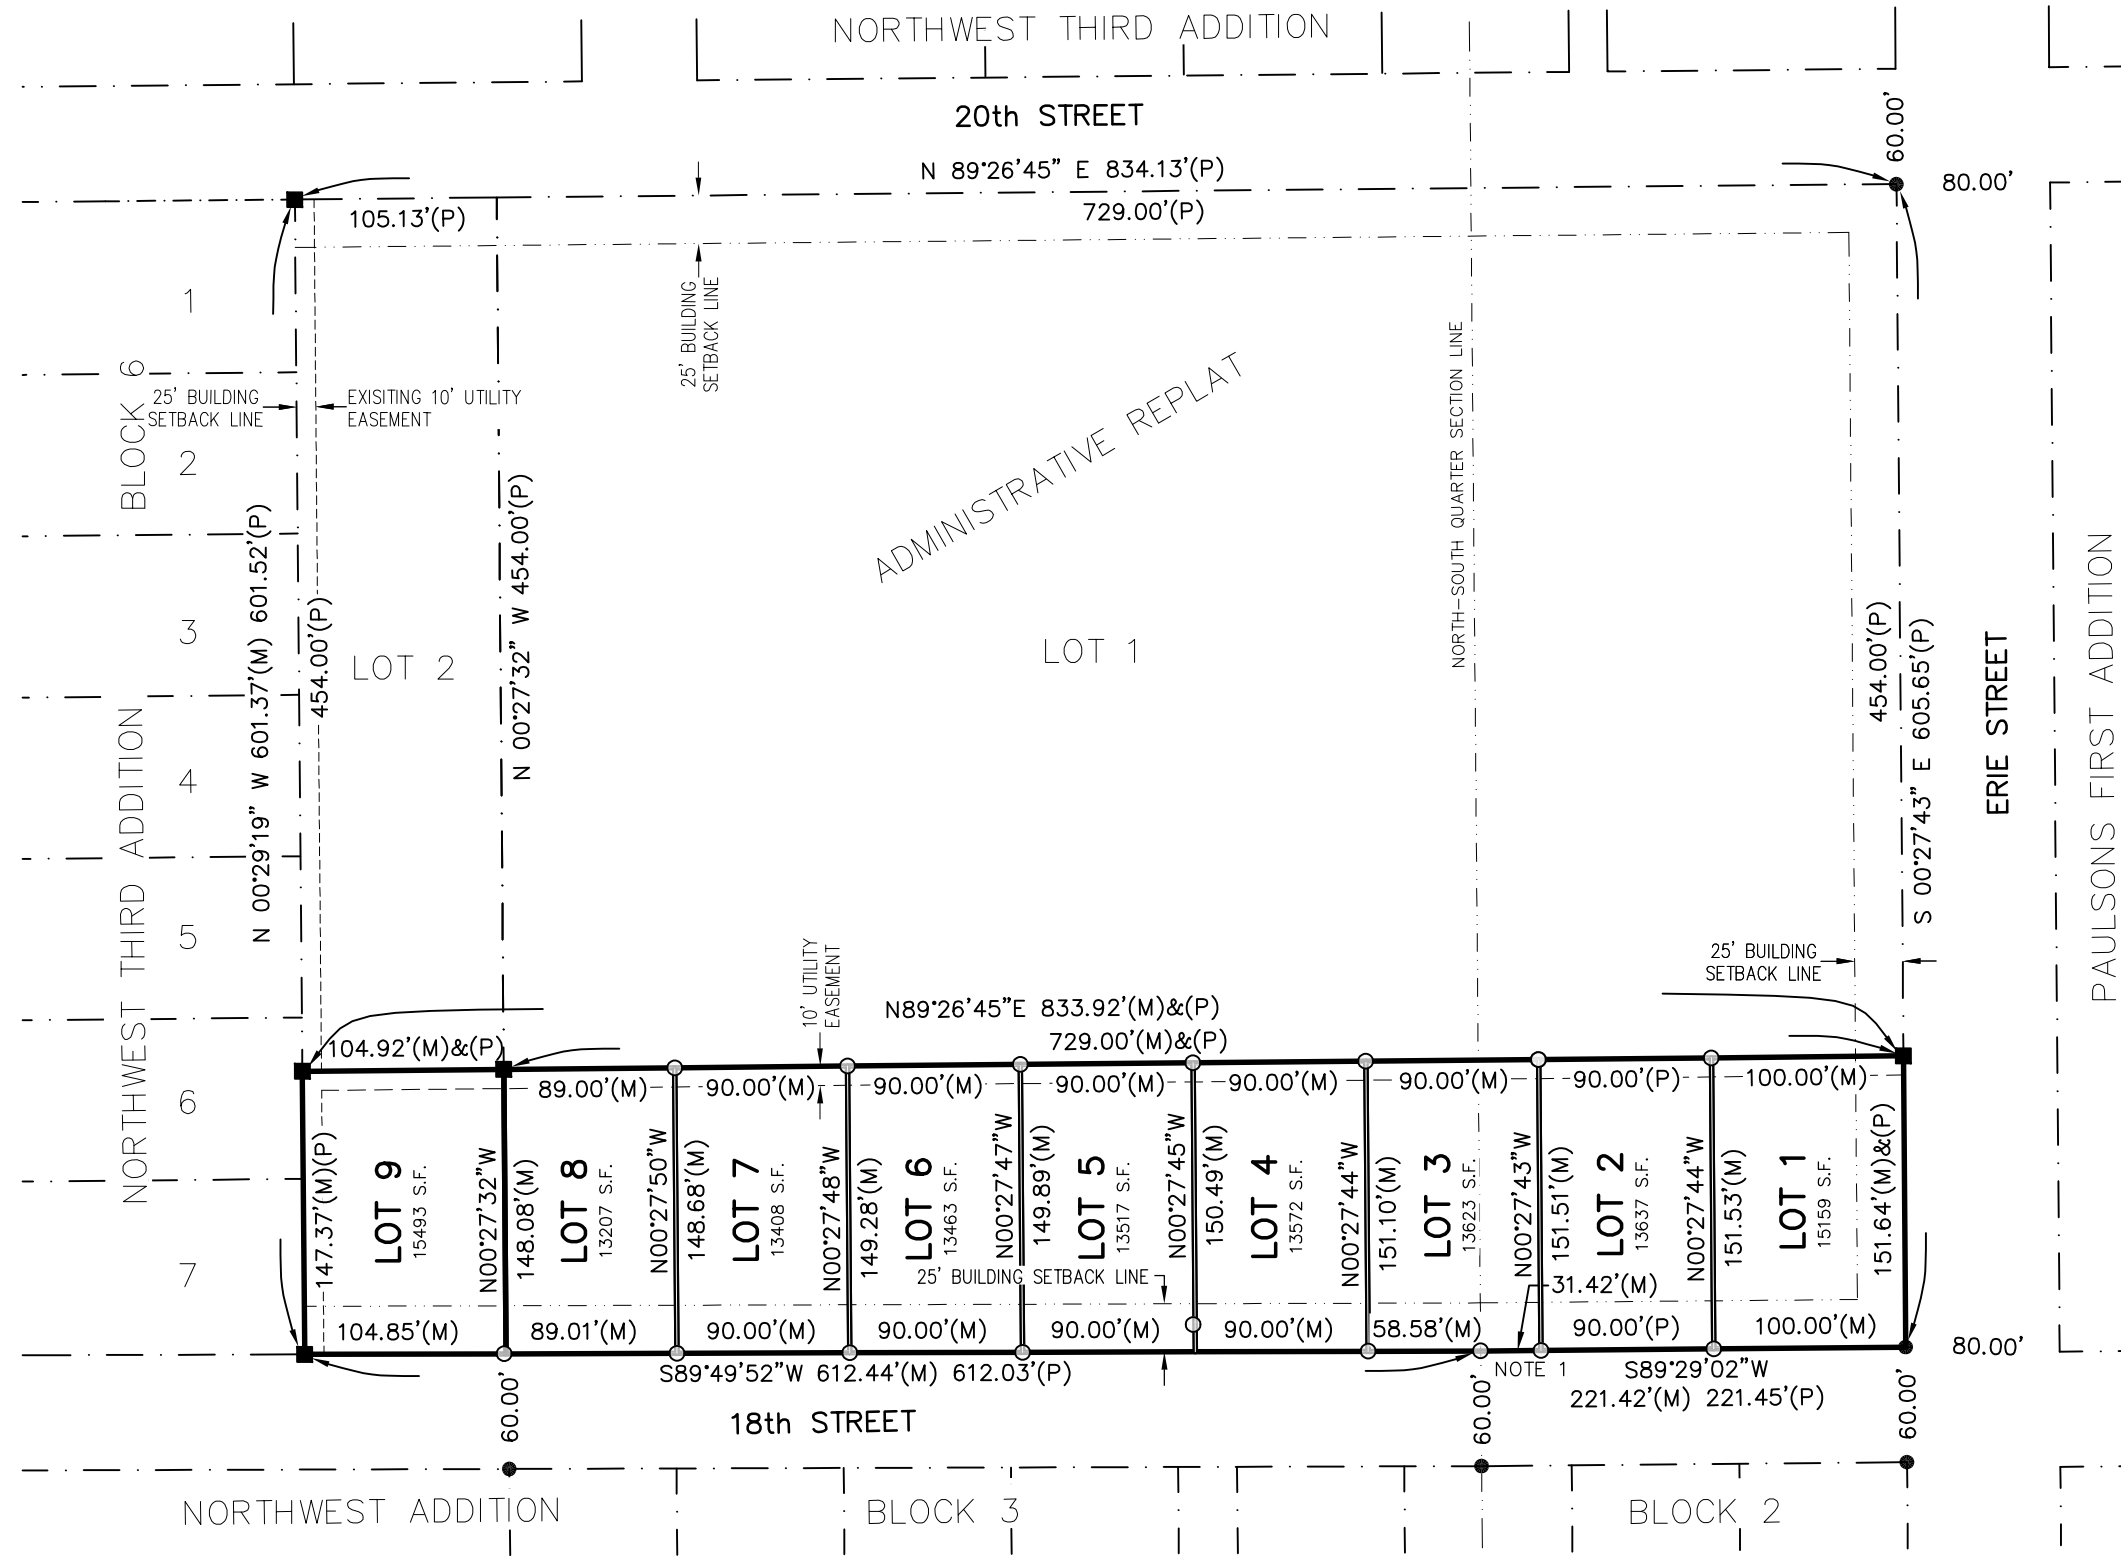 NORTHWEST THIRD ADDITION
20th STREET
60.00'
N 89°26'45" E 834.13'(P)
80.00'
105.13'(P)
729.00'(P)
25' BUILDING
SETBACK LINE
1
BLOCK 6
25' BUILDING
SETBACK LINE
EXISITING 10' UTILITY
EASEMENT
2
ADMINISTRATIVE REPLAT
NORTH-SOUTH QUARTER SECTION LINE
N 00°29'19" W 601.37'(M) 601.52'(P)
454.00'(P)
N 00°27'32" W 454.00'(P)
3
LOT 2
LOT 1
454.00'(P)
S 00°27'43" E 605.65'(P)
ERIE STREET
PAULSONS FIRST ADDITION
NORTHWEST THIRD ADDITION
4
5
10' UTILITY
EASEMENT
25' BUILDING
SETBACK LINE
N89°26'45"E 833.92'(M)&(P)
729.00'(M)&(P)
104.92'(M)&(P)
6
89.00'(M)
90.00'(M)
90.00'(M)
90.00'(M)
90.00'(M)
90.00'(M)
90.00'(P)
100.00'(M)
7
147.37'(M)(P)
LOT 9
15493 S.F.
N00°27'32"W
148.08'(M)
LOT 8
13207 S.F.
N00°27'50"W
148.68'(M)
LOT 7
13408 S.F.
N00°27'48"W
149.28'(M)
LOT 6
13463 S.F.
N00°27'47"W
149.89'(M)
LOT 5
13517 S.F.
N00°27'45"W
150.49'(M)
LOT 4
13572 S.F.
N00°27'44"W
151.10'(M)
LOT 3
13623 S.F.
N00°27'43"W
151.51'(M)
LOT 2
13637 S.F.
N00°27'44"W
151.53'(M)
LOT 1
15159 S.F.
151.64'(M)&(P)
25' BUILDING SETBACK LINE
31.42'(M)
104.85'(M)
89.01'(M)
90.00'(M)
90.00'(M)
90.00'(M)
90.00'(M)
58.58'(M)
90.00'(P)
100.00'(M)
80.00'
S89°49'52"W 612.44'(M) 612.03'(P)
NOTE 1
S89°29'02"W
221.42'(M) 221.45'(P)
60.00'
18th STREET
60.00'
60.00'
NORTHWEST ADDITION
BLOCK 3
BLOCK 2